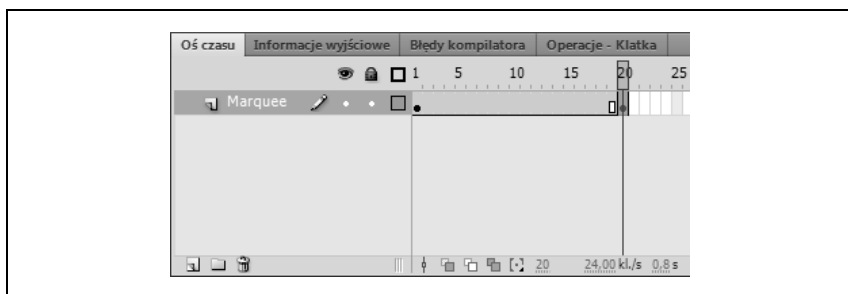 Oś czasu Informacje wyjściowe Błędy kompilatora Operacje - Klatka
1 5 10 15 20 25
Marquee
20 24,00 kl./s 0,8 s